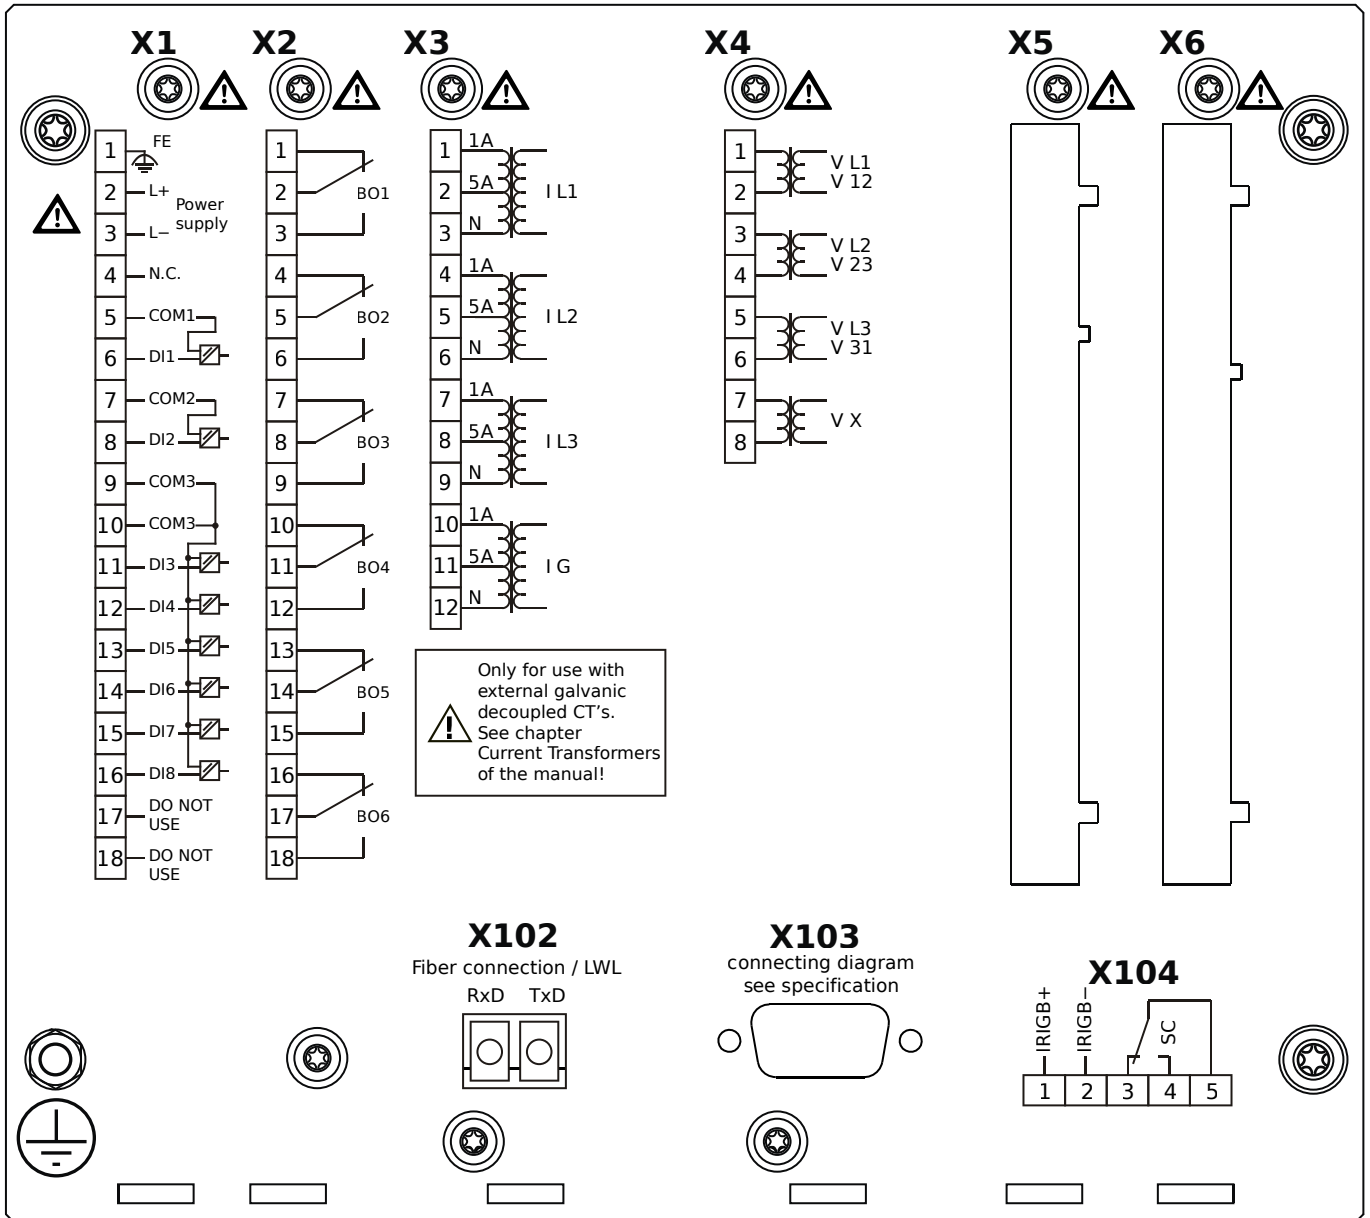 X1
X2
X3
X4
X5
X6
1
FE
2
L+
Power
supply
3
L−
4
N.C.
5
COM1
6
DI1
7
COM2
8
DI2
9
COM3
10
COM3
11
DI3
12
DI4
13
DI5
14
DI6
15
DI7
16
DI8
17
DO NOT
USE
18
DO NOT
USE
1
2
BO1
3
4
5
BO2
6
7
8
BO3
9
10
11
BO4
12
13
14
BO5
15
16
17
BO6
18
1
1A
2
5A
I L1
3
N
4
1A
5
5A
I L2
6
N
7
1A
8
5A
I L3
9
N
10
1A
11
5A
I G
12
N
Only for use with
external galvanic
decoupled CT's.
See chapter
Current Transformers
of the manual!
1
2
V L1
V 12
3
4
V L2
V 23
5
6
V L3
V 31
7
8
V X
X102
Fiber connection / LWL
RxD TxD
X103
connecting diagram
see specification
X104
IRIGB+
IRIGB−
SC
1 2 3 4 5